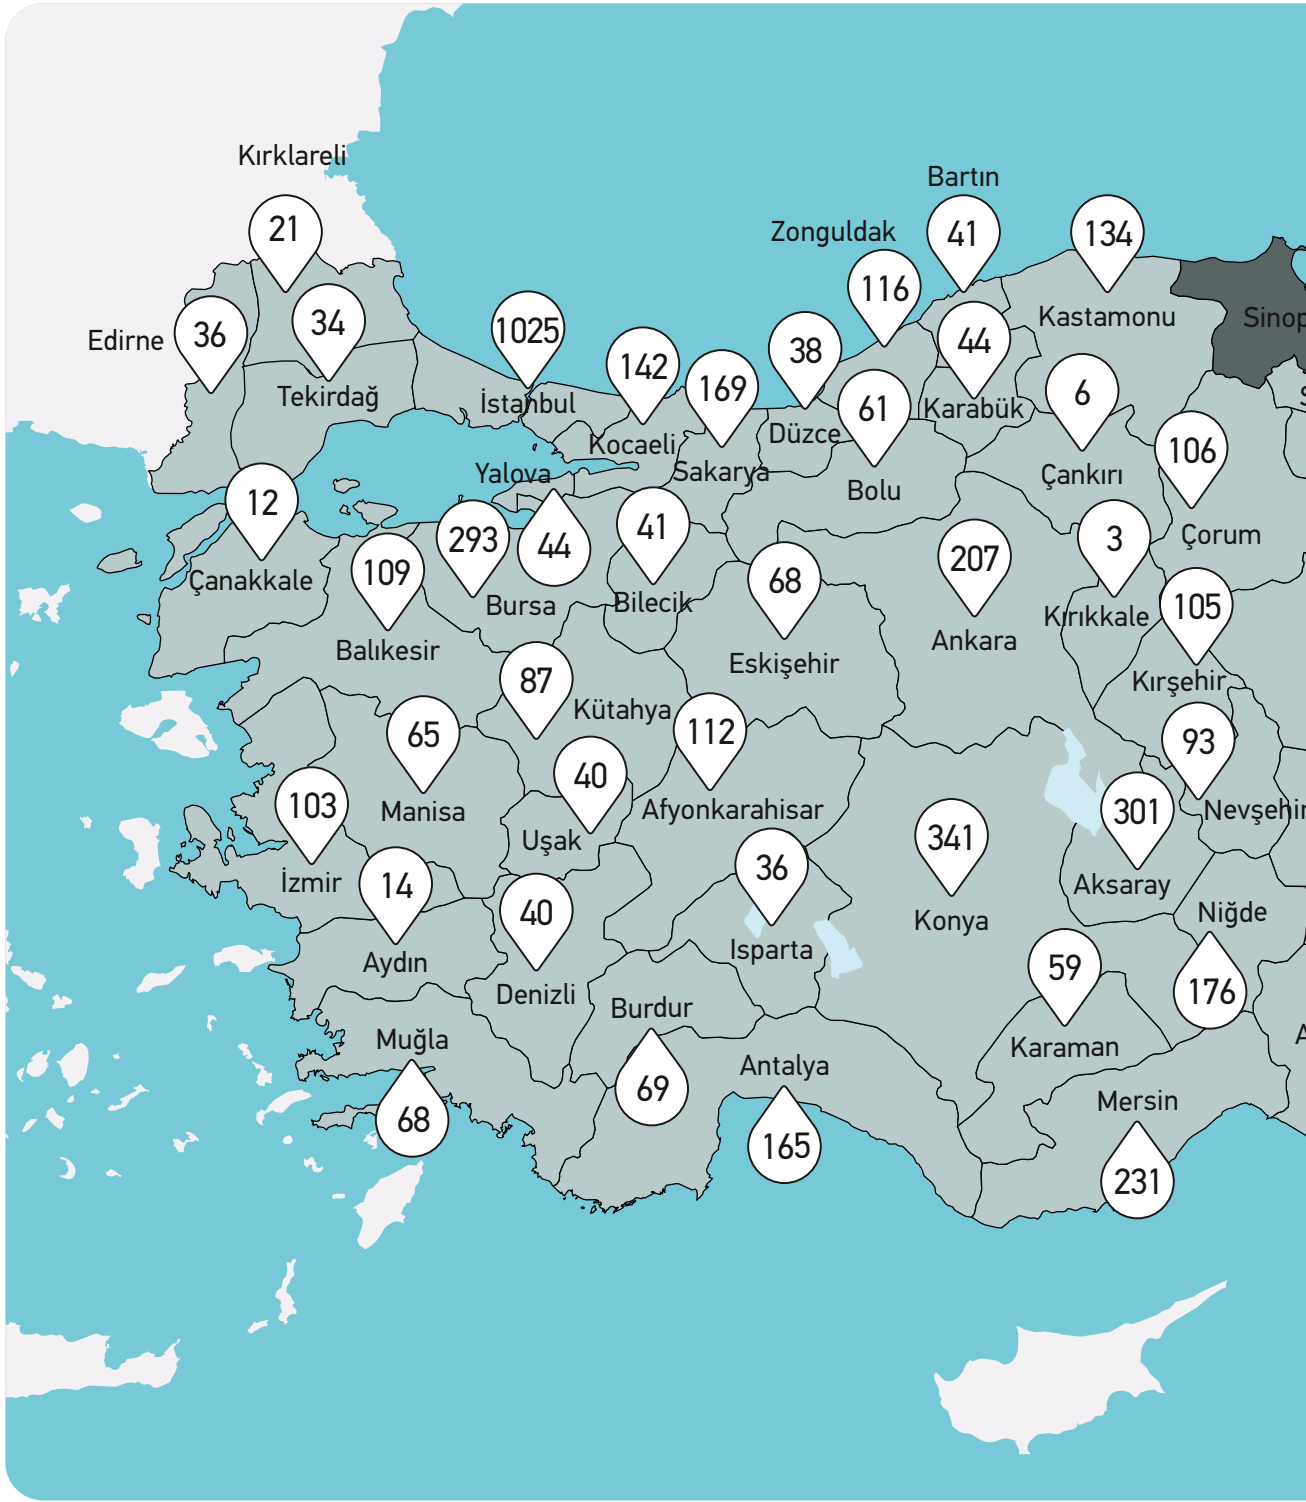 Kırklareli
21
Bartın
41
134
Zonguldak
116
Kastamonu
Sinop
Edirne
36
34
Tekirdağ
1025
İstanbul
142
Kocaeli
169
Sakarya
38
Düzce
61
Bolu
44
Karabük
6
Çankırı
106
Çorum
Yalova
44
12
Çanakkale
109
Balıkesir
293
Bursa
41
Bilecik
68
Eskişehir
207
Ankara
3
Kırıkkale
105
Kırşehir
87
Kütahya
65
Manisa
40
Uşak
112
Afyonkarahisar
93
Nevşehir
103
İzmir
14
Aydın
40
Denizli
36
Isparta
341
Konya
301
Aksaray
Niğde
176
59
Karaman
Burdur
69
Muğla
68
Antalya
165
Mersin
231